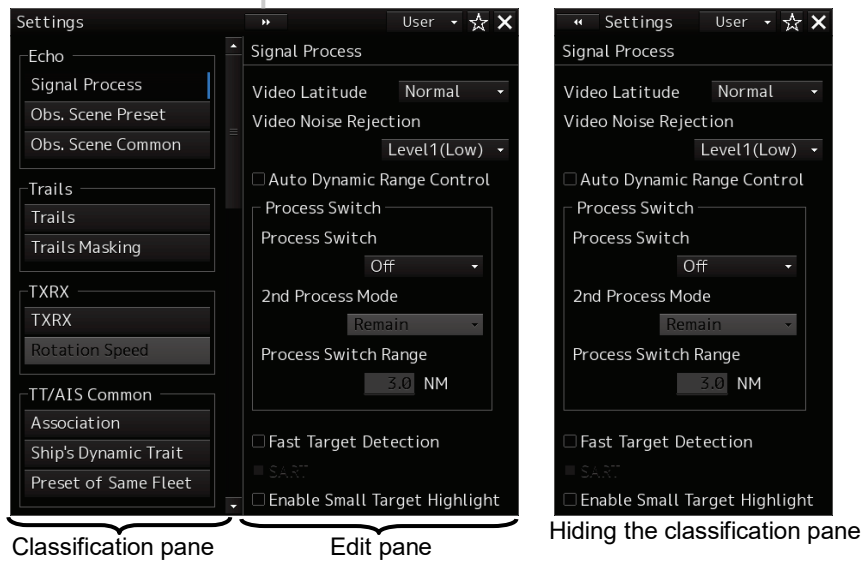 Settings
User
Echo
Signal Process
Obs. Scene Preset
Obs. Scene Common
Trails
Trails
Trails Masking
TXRX
TXRX
Rotation Speed
TT/AIS Common
Association
Ship's Dynamic Trait
Preset of Same Fleet
Signal Process
Video Latitude Normal
Video Noise Rejection
Level1(Low)
Auto Dynamic Range Control
Process Switch
Process Switch
Off
2nd Process Mode
Remain
Process Switch Range
3.0 NM
Fast Target Detection
SART
Enable Small Target Highlight
Settings User
Signal Process
Video Latitude Normal
Video Noise Rejection
Level1(Low)
Auto Dynamic Range Control
Process Switch
Process Switch
Off
2nd Process Mode
Remain
Process Switch Range
3.0 NM
Fast Target Detection
SART
Enable Small Target Highlight
Classification pane
Edit pane
Hiding the classification pane